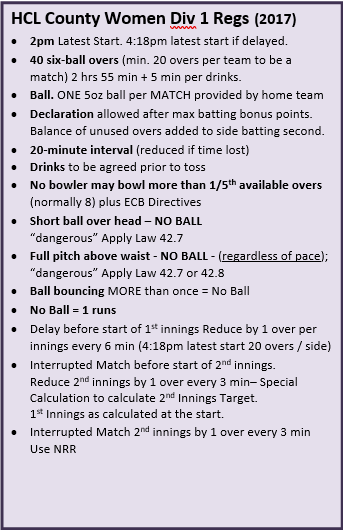 HCL County Women Div 1 Regs (2017)
• 2pm Latest Start. 4:18pm latest start if delayed.
• 40 six-ball overs (min. 20 overs per team to be a
match) 2 hrs 55 min + 5 min per drinks.
• Ball. ONE 5oz ball per MATCH provided by home team
• Declaration allowed after max batting bonus points.
Balance of unused overs added to side batting second.
• 20-minute interval (reduced if time lost)
• Drinks to be agreed prior to toss
• No bowler may bowl more than 1/5th available overs
(normally 8) plus ECB Directives
• Short ball over head – NO BALL
“dangerous” Apply Law 42.7
• Full pitch above waist - NO BALL - (regardless of pace);
“dangerous” Apply Law 42.7 or 42.8
• Ball bouncing MORE than once = No Ball
• No Ball = 1 runs
• Delay before start of 1st innings Reduce by 1 over per
innings every 6 min (4:18pm latest start 20 overs / side)
• Interrupted Match before start of 2nd innings.
Reduce 2nd innings by 1 over every 3 min– Special
Calculation to calculate 2nd Innings Target.
1st Innings as calculated at the start.
• Interrupted Match 2nd innings by 1 over every 3 min
Use NRR